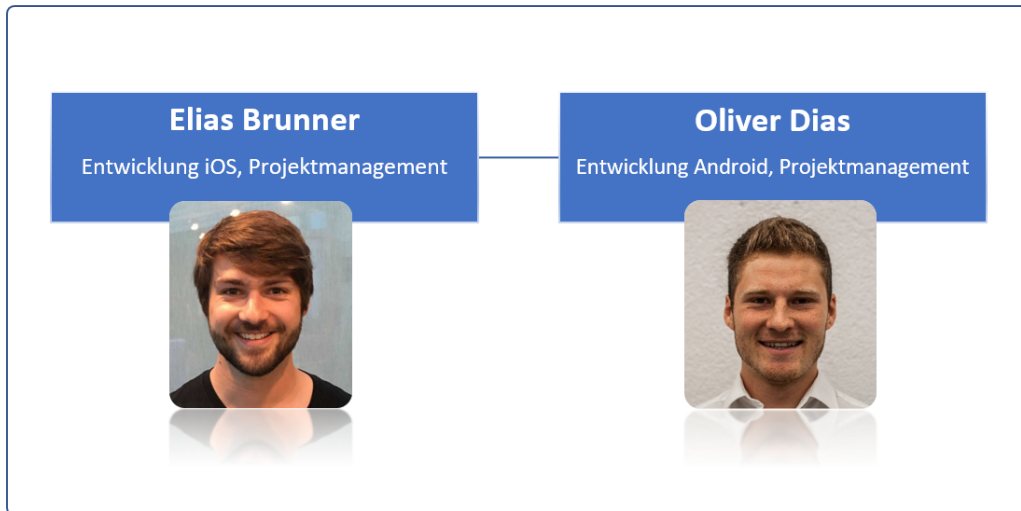 Elias Brunner
Entwicklung iOS, Projektmanagement
Oliver Dias
Entwicklung Android, Projektmanagement